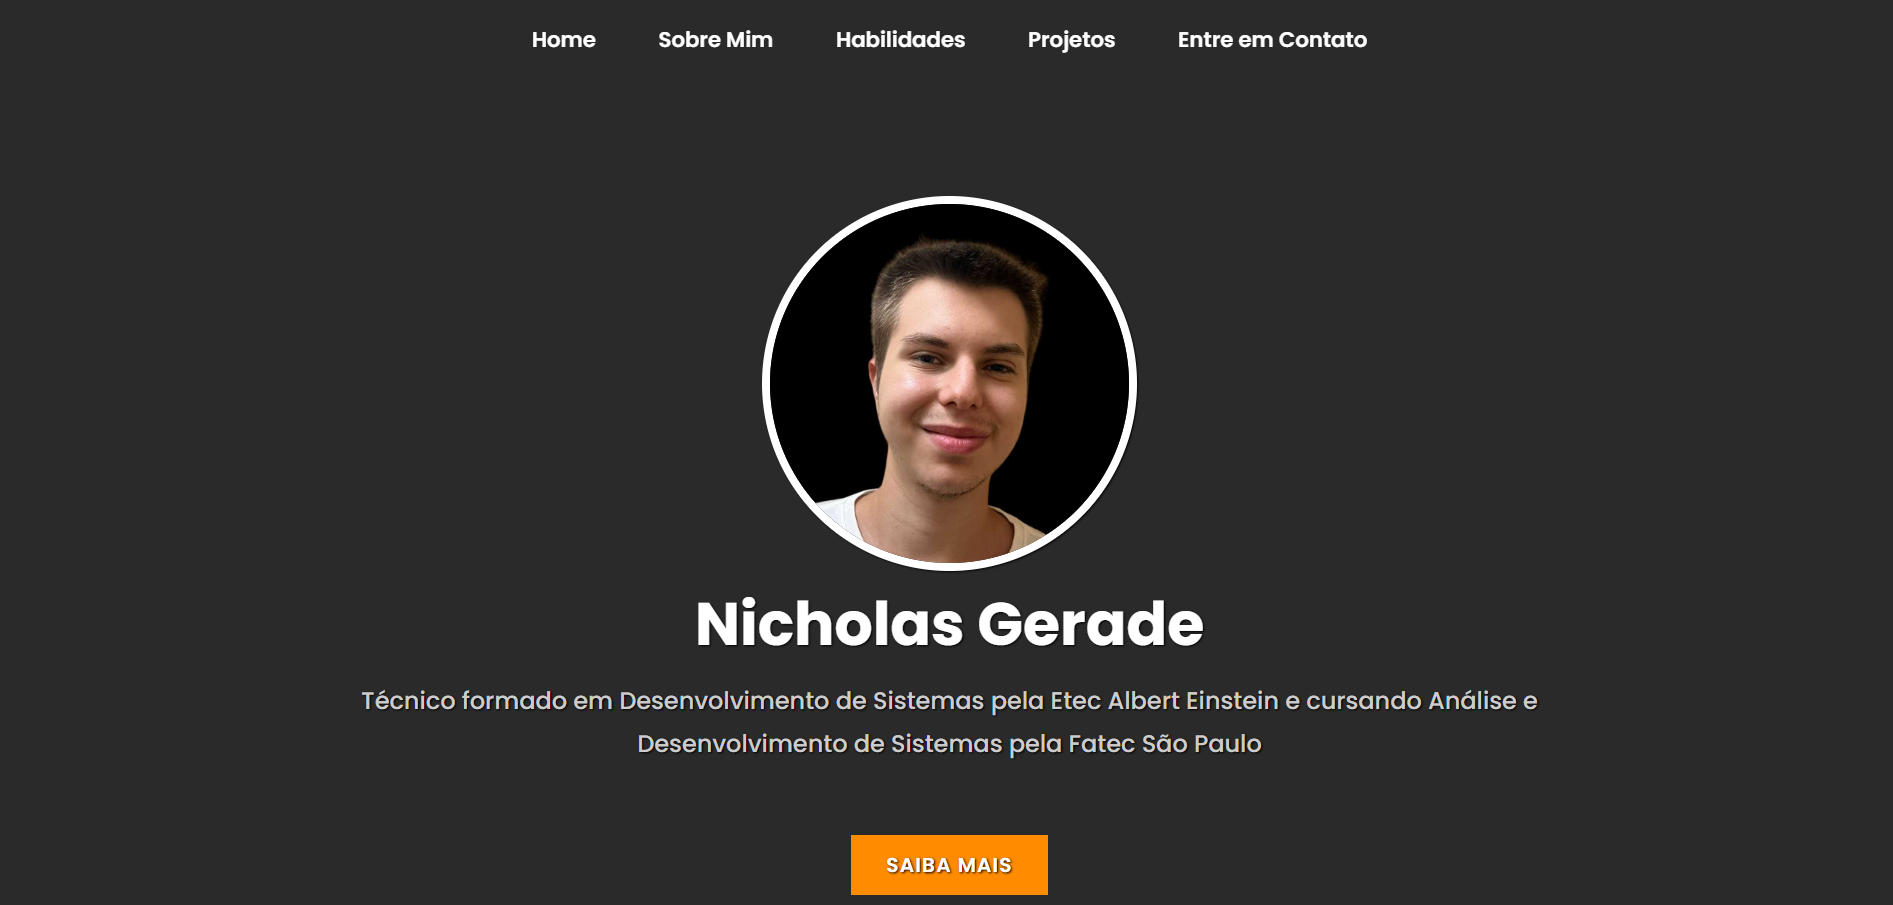 Home Sobre Mim Habilidades Projetos Entre em Contato
Nicholas Gerade
Técnico formado em Desenvolvimento de Sistemas pela Etec Albert Einstein e cursando Análise e
Desenvolvimento de Sistemas pela Fatec São Paulo
SAIBA MAIS